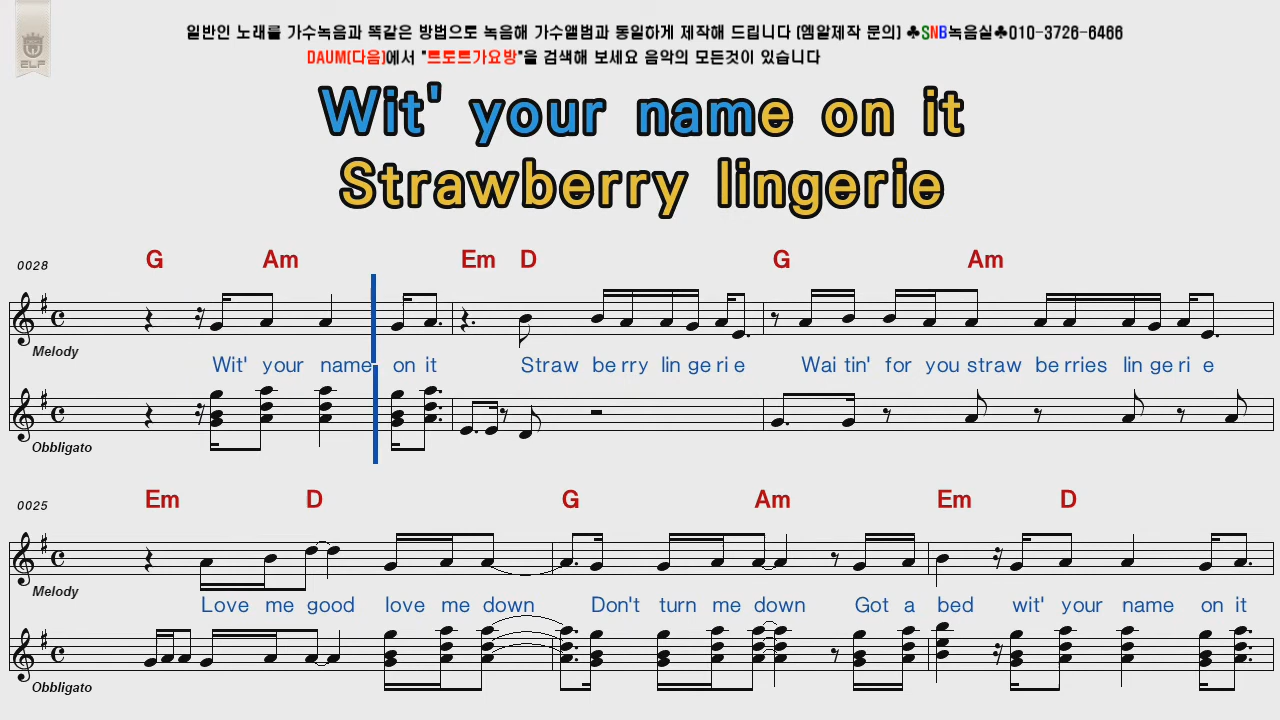 일반인 노래를 가수녹음과 똑같은 방법으로 녹음해 가수앨범과 동일하게 제작해 드립니다 (엠알제작 문의) ♣SNB녹음실♣010-3726-6466
DAUM(다음)에서 "트로트가요방"을 검색해 보세요 음악의 모든것이 있습니다
ELF
Wit' your name on it
Strawberry lingerie
G Am Em D G Am
0028
Melody
Wit' your name on it Straw be rry lin ge ri e Wai tin' for you straw be rries lin ge ri e
Obbligato
Em D G Am Em D
0025
Melody
Love me good love me down Don't turn me down Got a bed wit' your name on it
Obbligato